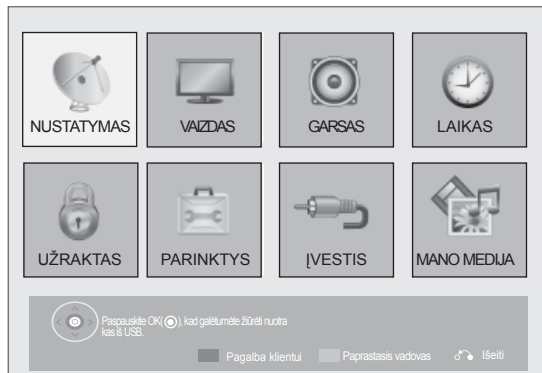 NUSTATYMAS
VAIZDAS
GARSAS
LAIKAS
UŽRAKTAS
PARINKTYS
ĮVESTIS
MANO MEDIJA
Paspauskite OK(◉), kad galėtumėte žiūrėti nuotra
kas iš USB.
Pagalba klientui Paprastasis vadovas Išeiti